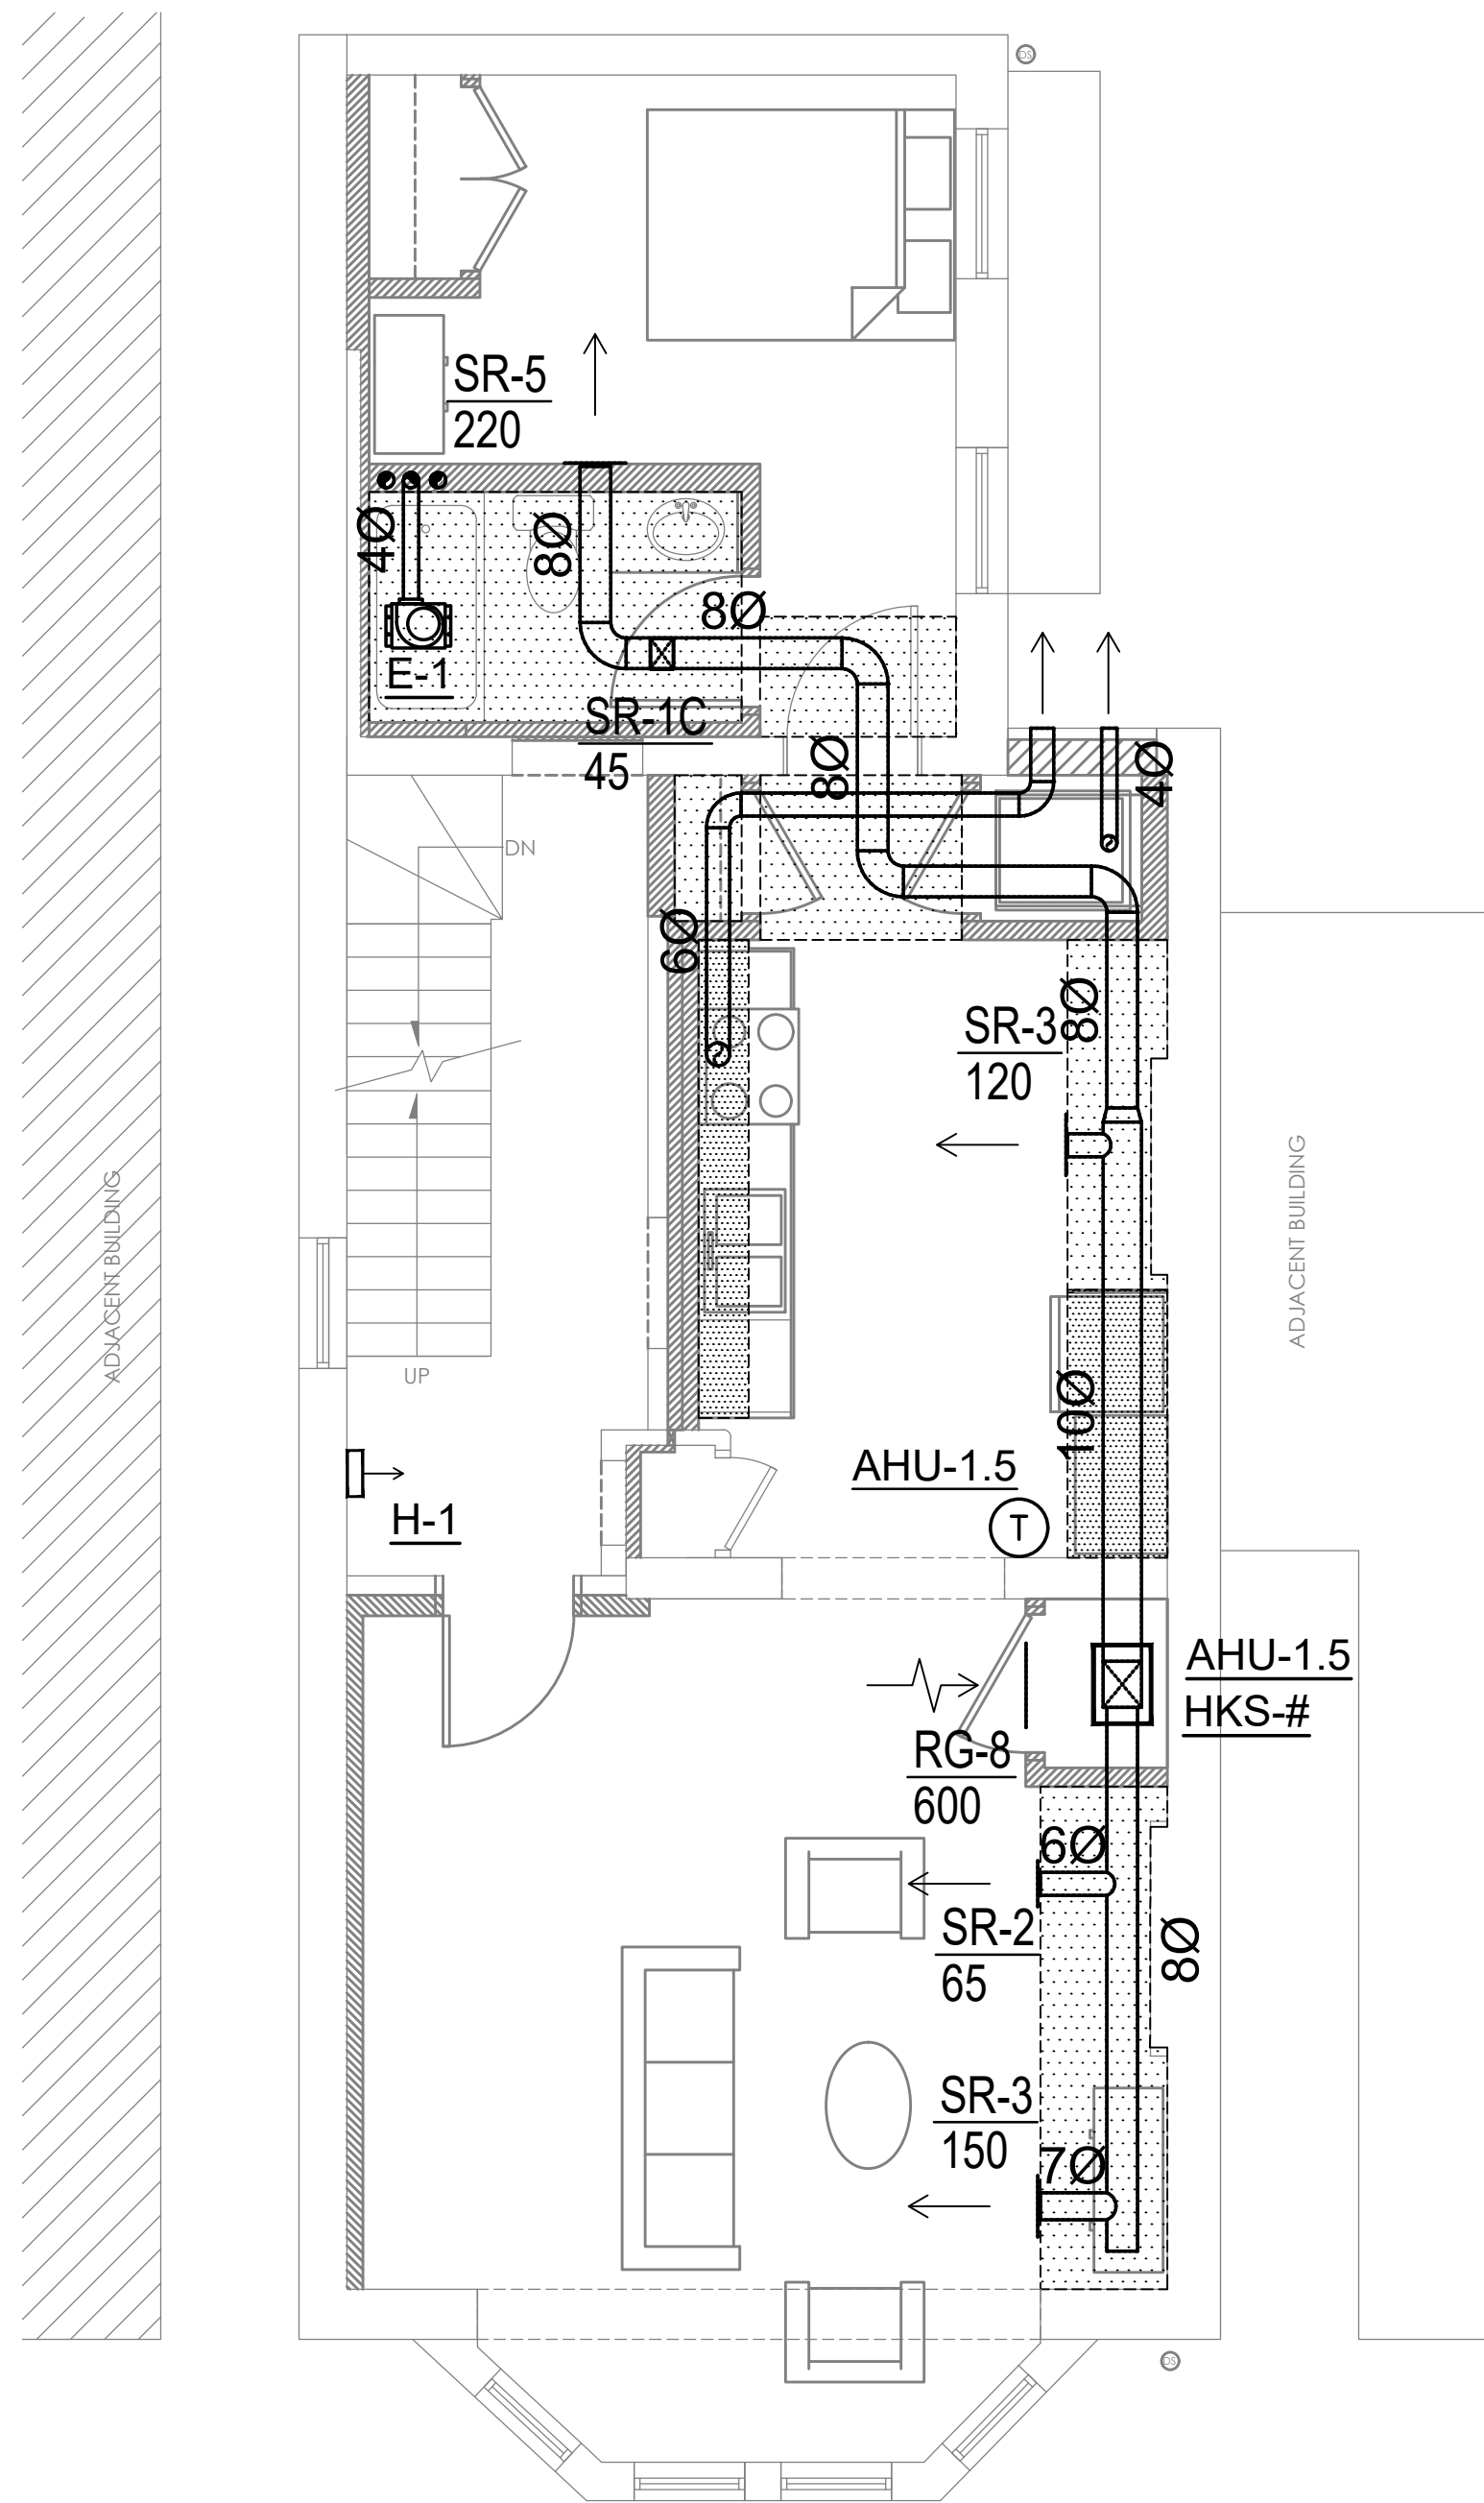 DS
SR-5
220
4Ø
8Ø
8Ø
E-1
SR-1C
45
8Ø
4Ø
DN
6Ø
SR-3
120
8Ø
ADJACENT BUILDING
ADJACENT BUILDING
UP
10Ø
AHU-1.5
T
H-1
AHU-1.5
HKS-#
RG-8
600
6Ø
SR-2
65
8Ø
SR-3
150
7Ø
DS